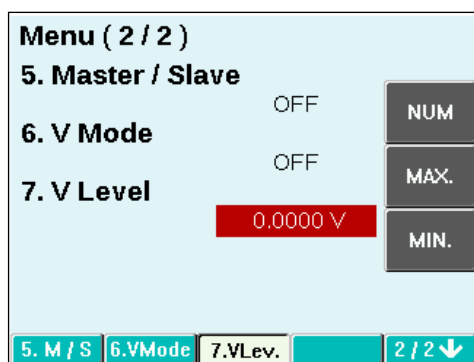 Menu ( 2 / 2 )
5. Master / Slave
OFF
NUM
6. V Mode
OFF
MAX.
7. V Level
0.0000 V
MIN.
5. M / S 6.VMode 7.VLev. 2 / 2